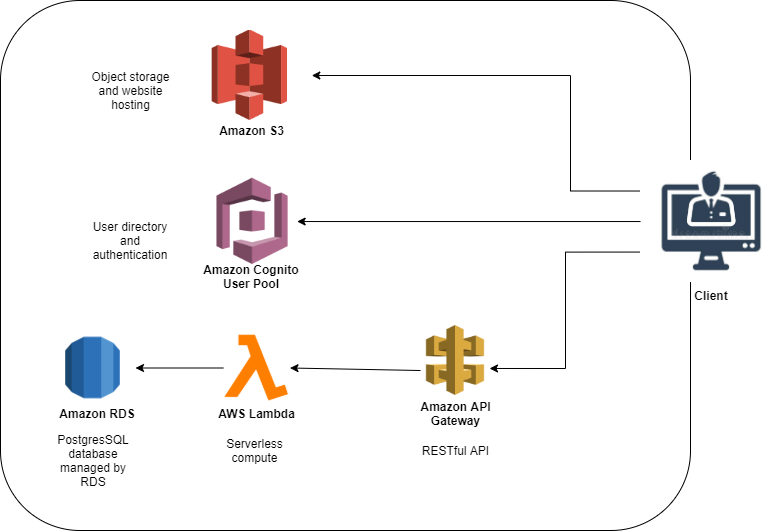 Object storage
and website
hosting
Amazon S3
User directory
and
authentication
Amazon Cognito
User Pool
Client
Amazon RDS
PostgresSQL
database
managed by
RDS
AWS Lambda
Serverless
compute
Amazon API
Gateway
RESTful API